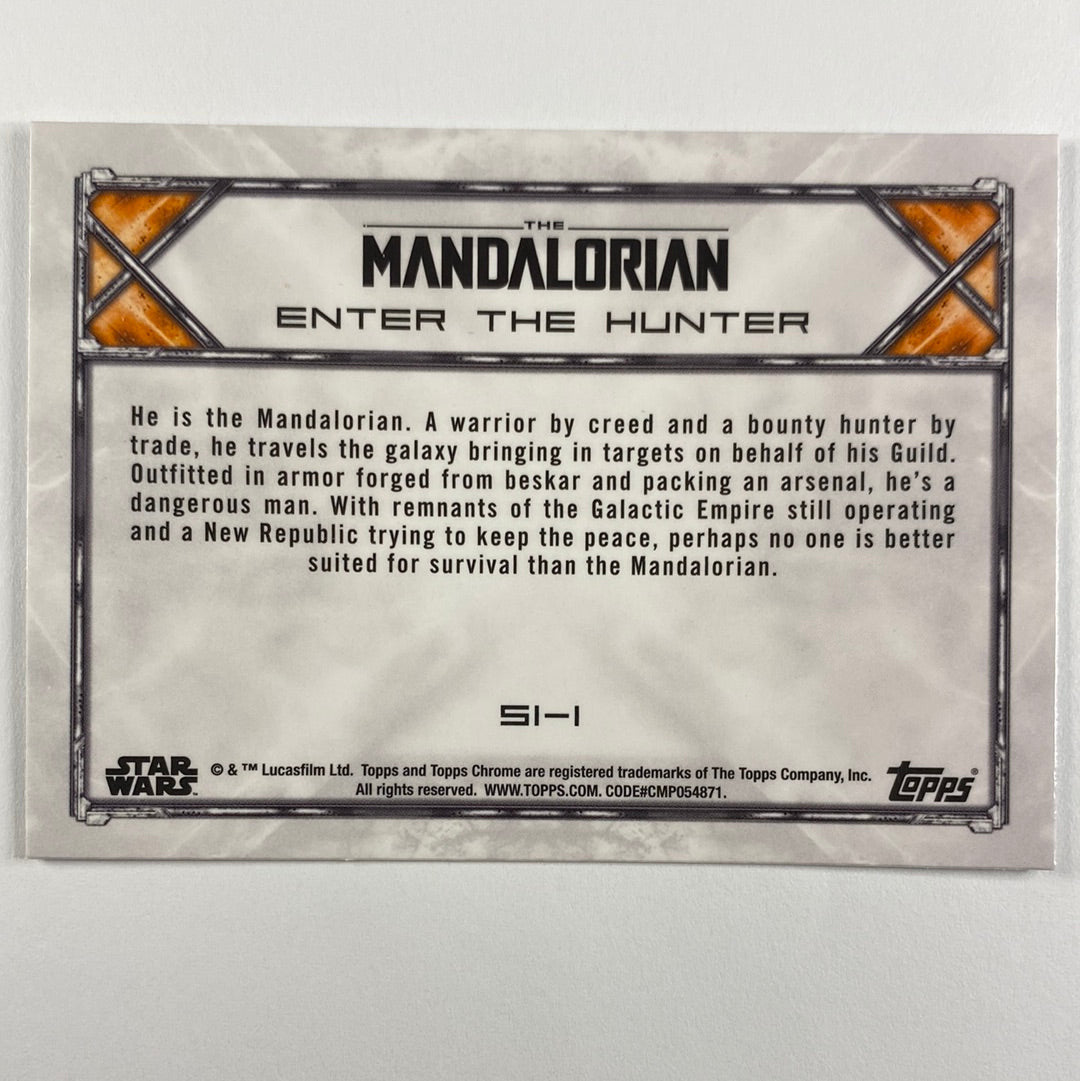 THE
MANDALORIAN
ENTER THE HUNTER
He is the Mandalorian. A warrior by creed and a bounty hunter by
trade, he travels the galaxy bringing in targets on behalf of his Guild.
Outfitted in armor forged from beskar and packing an arsenal, he's a
dangerous man. With remnants of the Galactic Empire still operating
and a New Republic trying to keep the peace, perhaps no one is better
suited for survival than the Mandalorian.
S1-1
STAR
WARS™
© & ™ Lucasfilm Ltd. Topps and Topps Chrome are registered trademarks of The Topps Company, Inc.
All rights reserved. WWW.TOPPS.COM. CODE#CMP054871.
Topps®